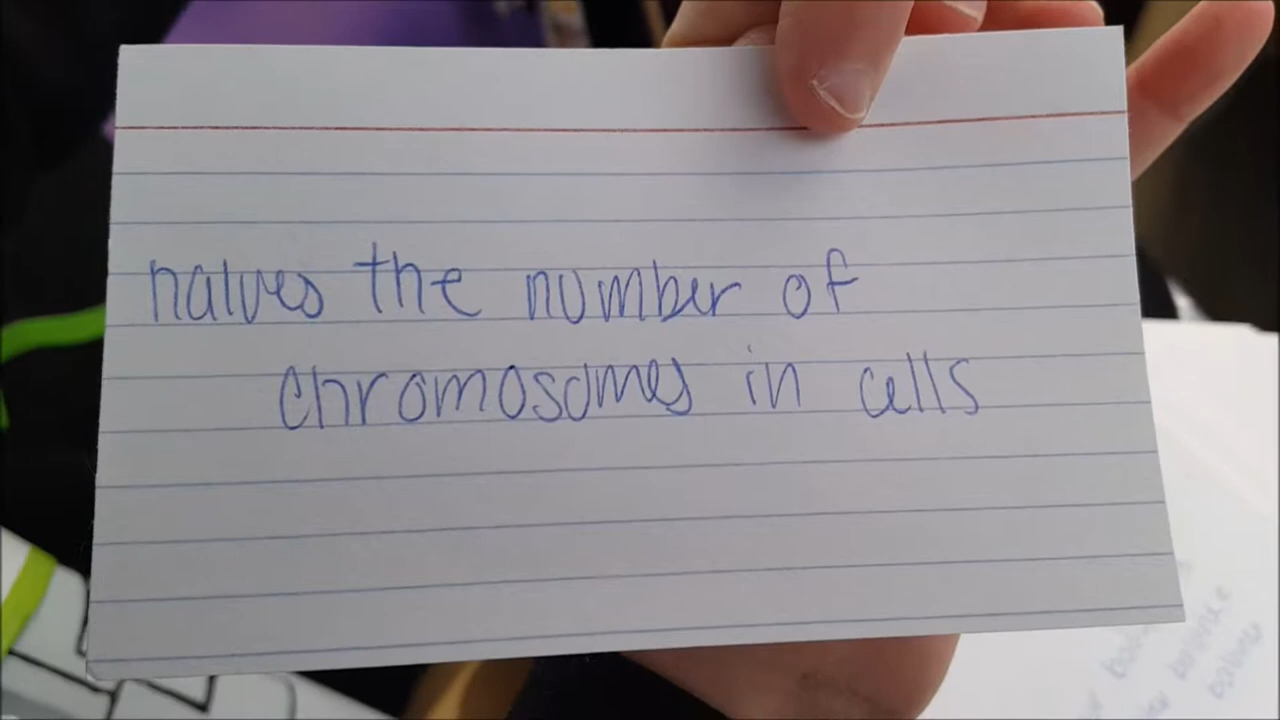 halves the number of
chromosomes in cells